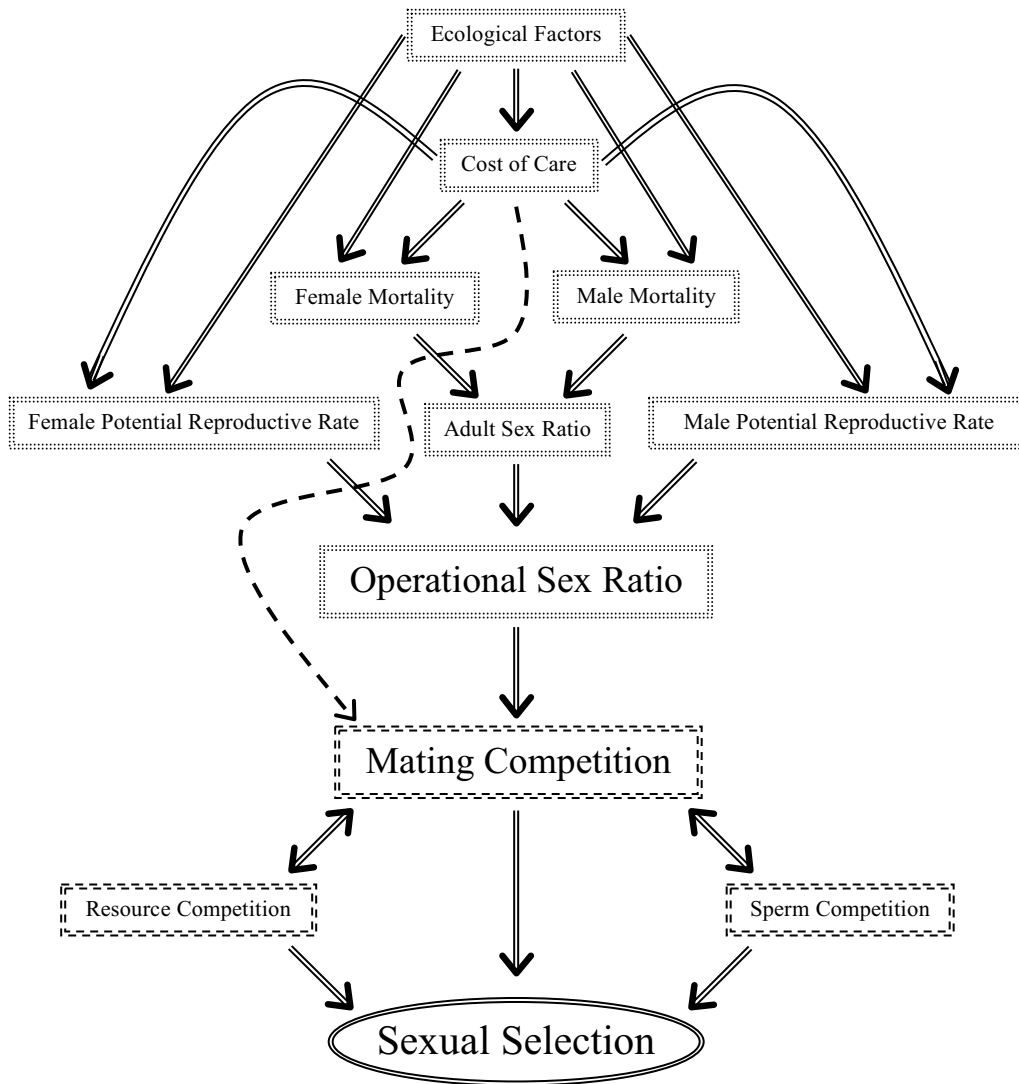 Ecological Factors
Cost of Care
Female Mortality
Male Mortality
Female Potential Reproductive Rate
Adult Sex Ratio
Male Potential Reproductive Rate
Operational Sex Ratio
Mating Competition
Resource Competition
Sperm Competition
Sexual Selection